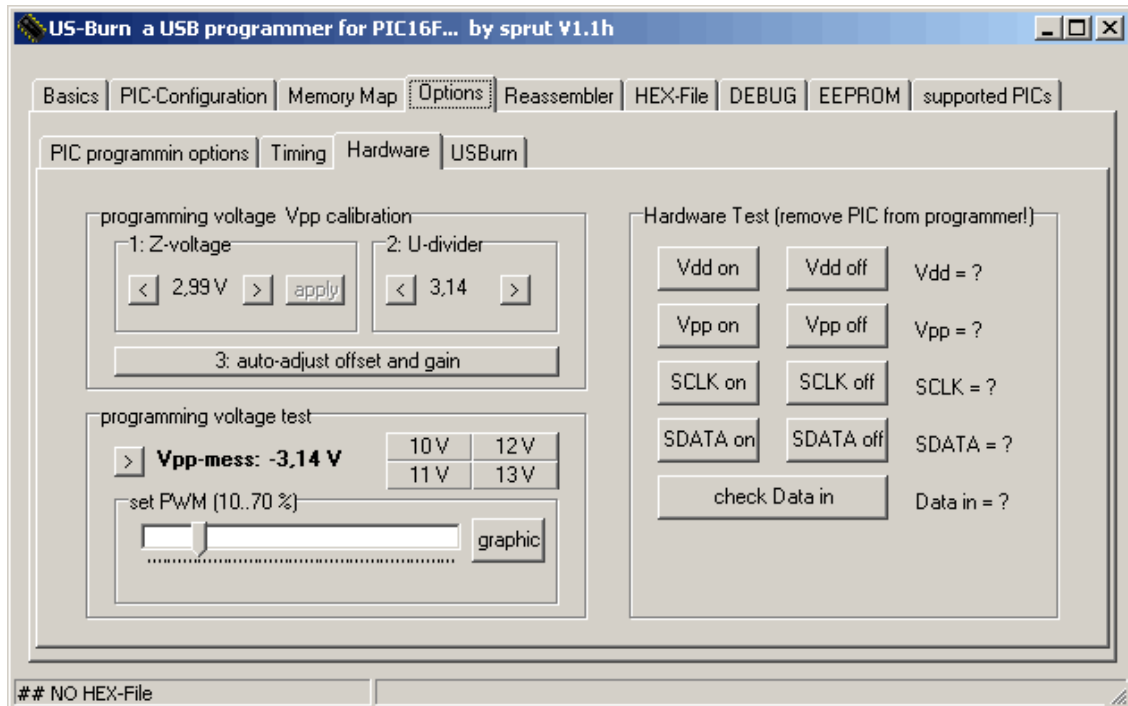 US-Burn a USB programmer for PIC16F... by sprut V1.1h
Basics PIC-Configuration Memory Map Options Reassembler HEX-File DEBUG EEPROM supported PICs
PIC programmin options Timing Hardware USBurn
programming voltage Vpp calibration
1: Z-voltage
< 2,99 V > apply
2: U-divider
< 3,14 >
3: auto-adjust offset and gain
programming voltage test
> Vpp-mess: -3,14 V
10 V 12 V
11 V 13 V
set PWM (10..70 %)
graphic
Hardware Test (remove PIC from programmer!)
Vdd on Vdd off Vdd = ?
Vpp on Vpp off Vpp = ?
SCLK on SCLK off SCLK = ?
SDATA on SDATA off SDATA = ?
check Data in Data in = ?
## NO HEX-File